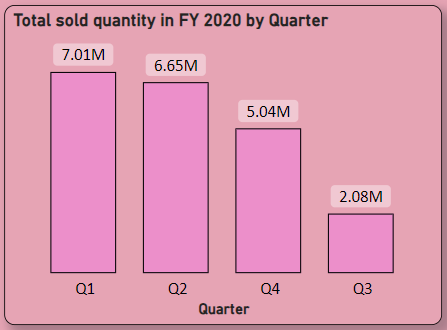 Total sold quantity in FY 2020 by Quarter
7.01M
6.65M
5.04M
2.08M
Q1 Q2 Q4 Q3
Quarter